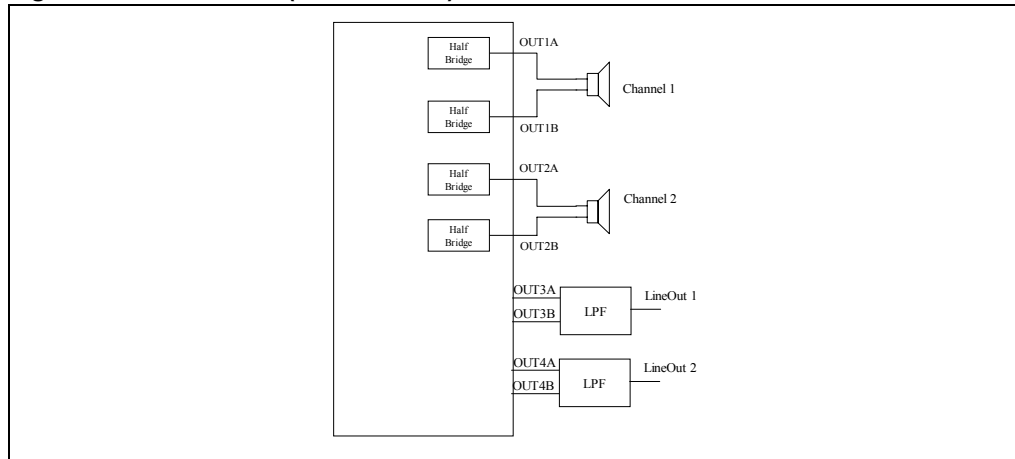 Half
Bridge
OUT1A
Channel 1
Half
Bridge
OUT1B
Half
Bridge
OUT2A
Channel 2
Half
Bridge
OUT2B
OUT3A
LPF
LineOut 1
OUT3B
OUT4A
LPF
LineOut 2
OUT4B